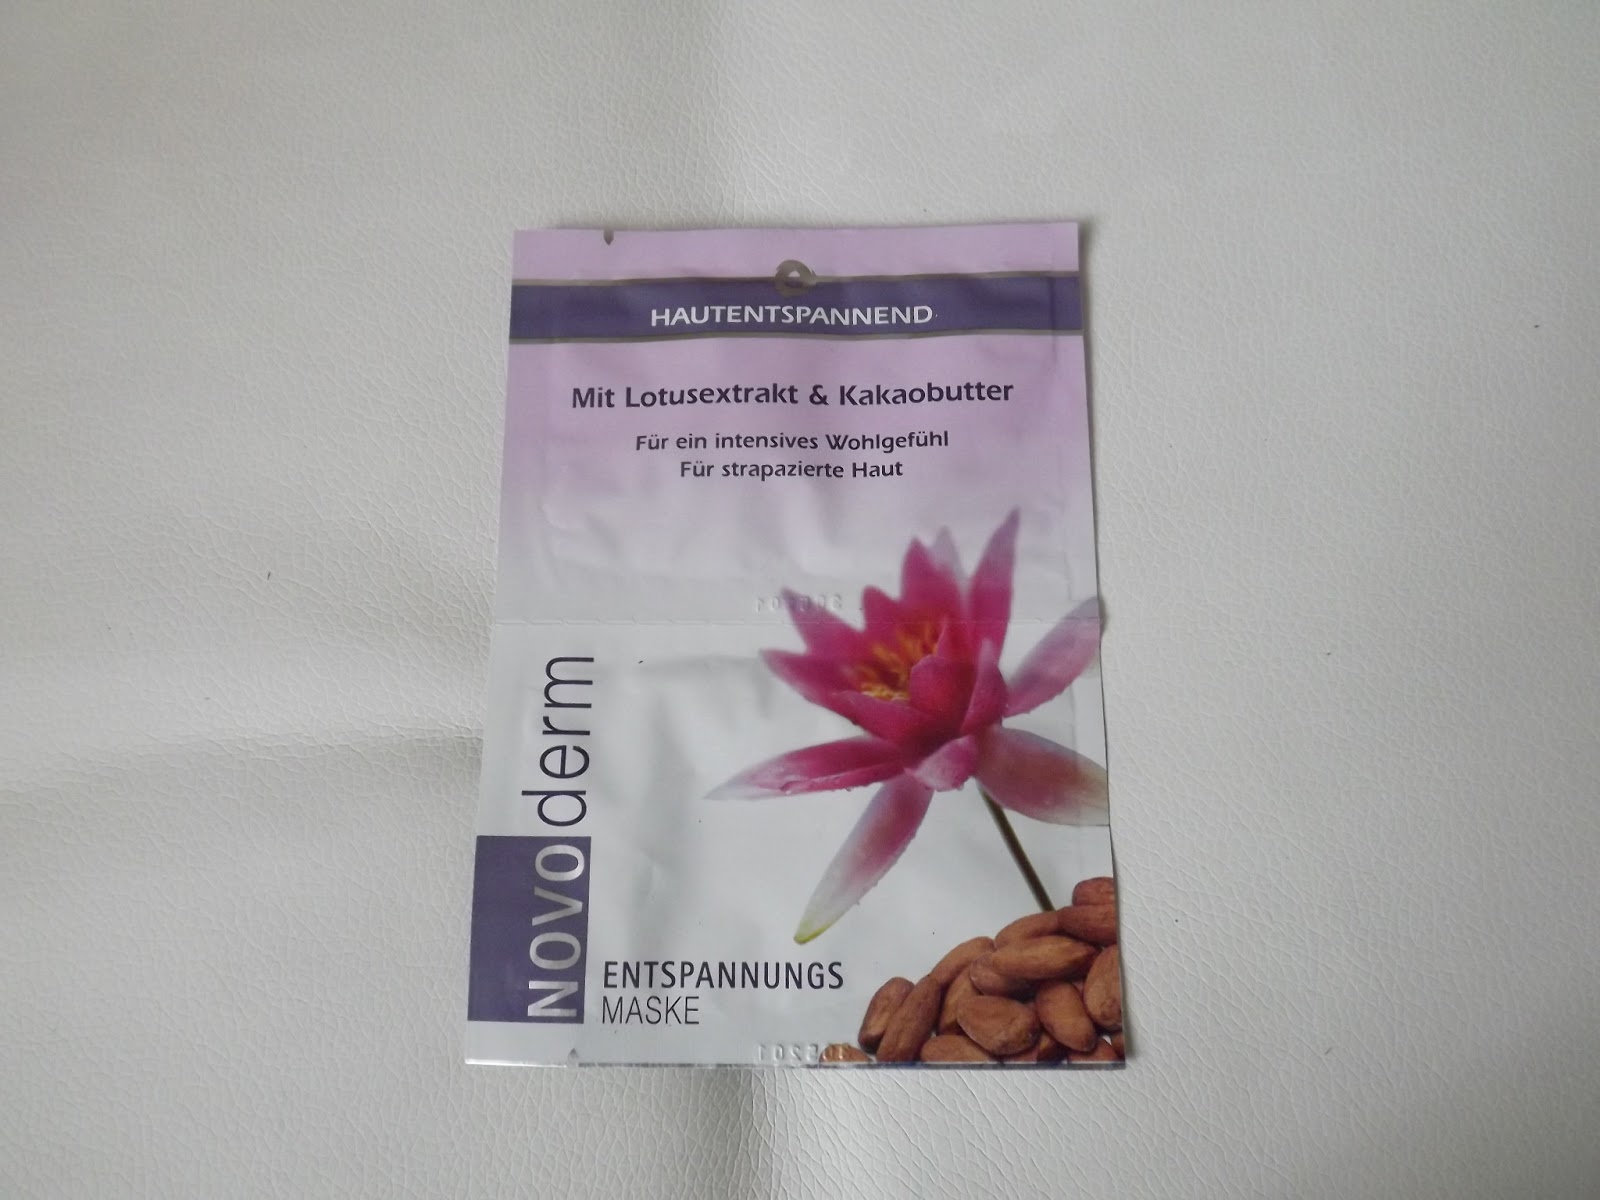 HAUTENTSPANNEND
Mit Lotusextrakt & Kakaobutter
Für ein intensives Wohlgefühl
Für strapazierte Haut
Novoderm
ENTSPANNUNGS
MASKE